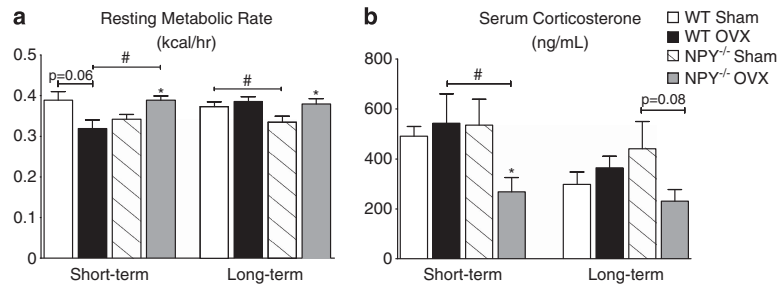 a
Resting Metabolic Rate
(kcal/hr)
0.5
0.4
0.3
0.2
0.1
0
p=0.06
#
*
#
*
Short-term
Long-term
b
Serum Corticosterone
(ng/mL)
800
600
400
200
0
#
*
p=0.08
Short-term
Long-term
WT Sham
WT OVX
NPY-/- Sham
NPY-/- OVX